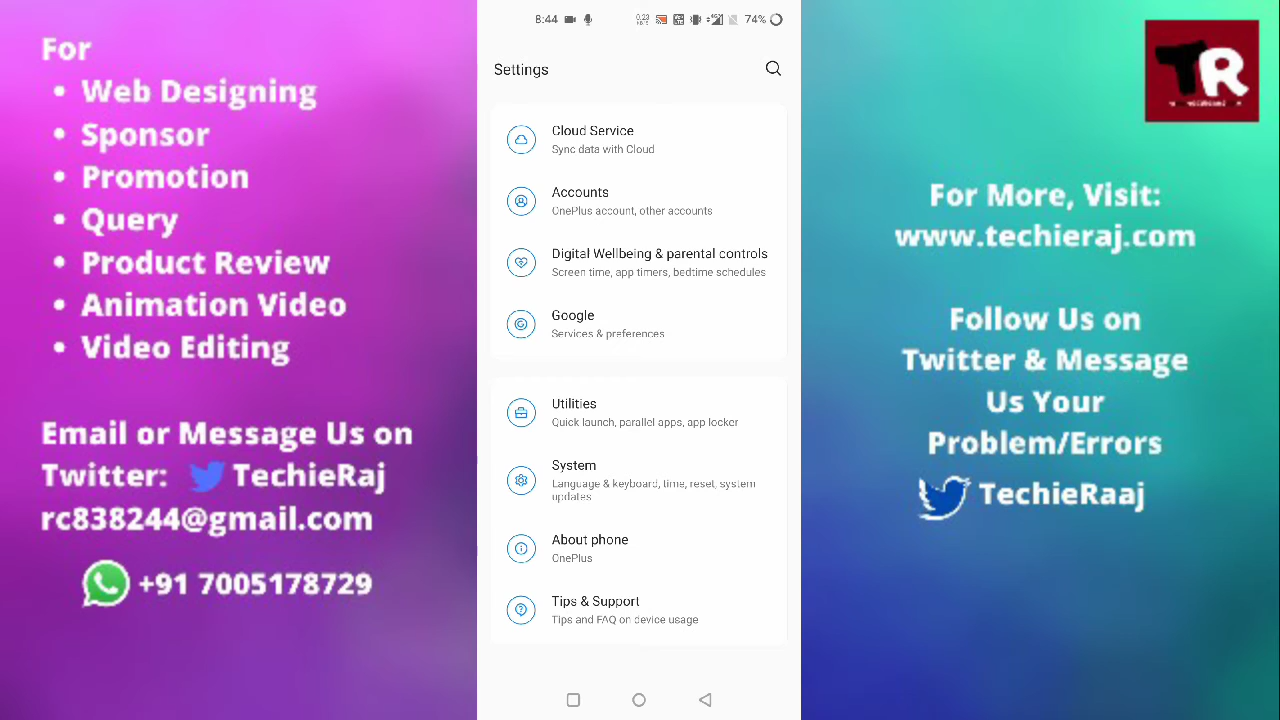 For
• Web Designing
• Sponsor
• Promotion
• Query
• Product Review
• Animation Video
• Video Editing
Email or Message Us on
Twitter: TechieRaj
rc838244@gmail.com
+91 7005178729
8:44
74%
Settings
Cloud Service
Sync data with Cloud
Accounts
OnePlus account, other accounts
Digital Wellbeing & parental controls
Screen time, app timers, bedtime schedules
Google
Services & preferences
Utilities
Quick launch, parallel apps, app locker
System
Language & keyboard, time, reset, system
updates
About phone
OnePlus
Tips & Support
Tips and FAQ on device usage
TR
For More, Visit:
www.techieraj.com
Follow Us on
Twitter & Message
Us Your
Problem/Errors
TechieRaaj